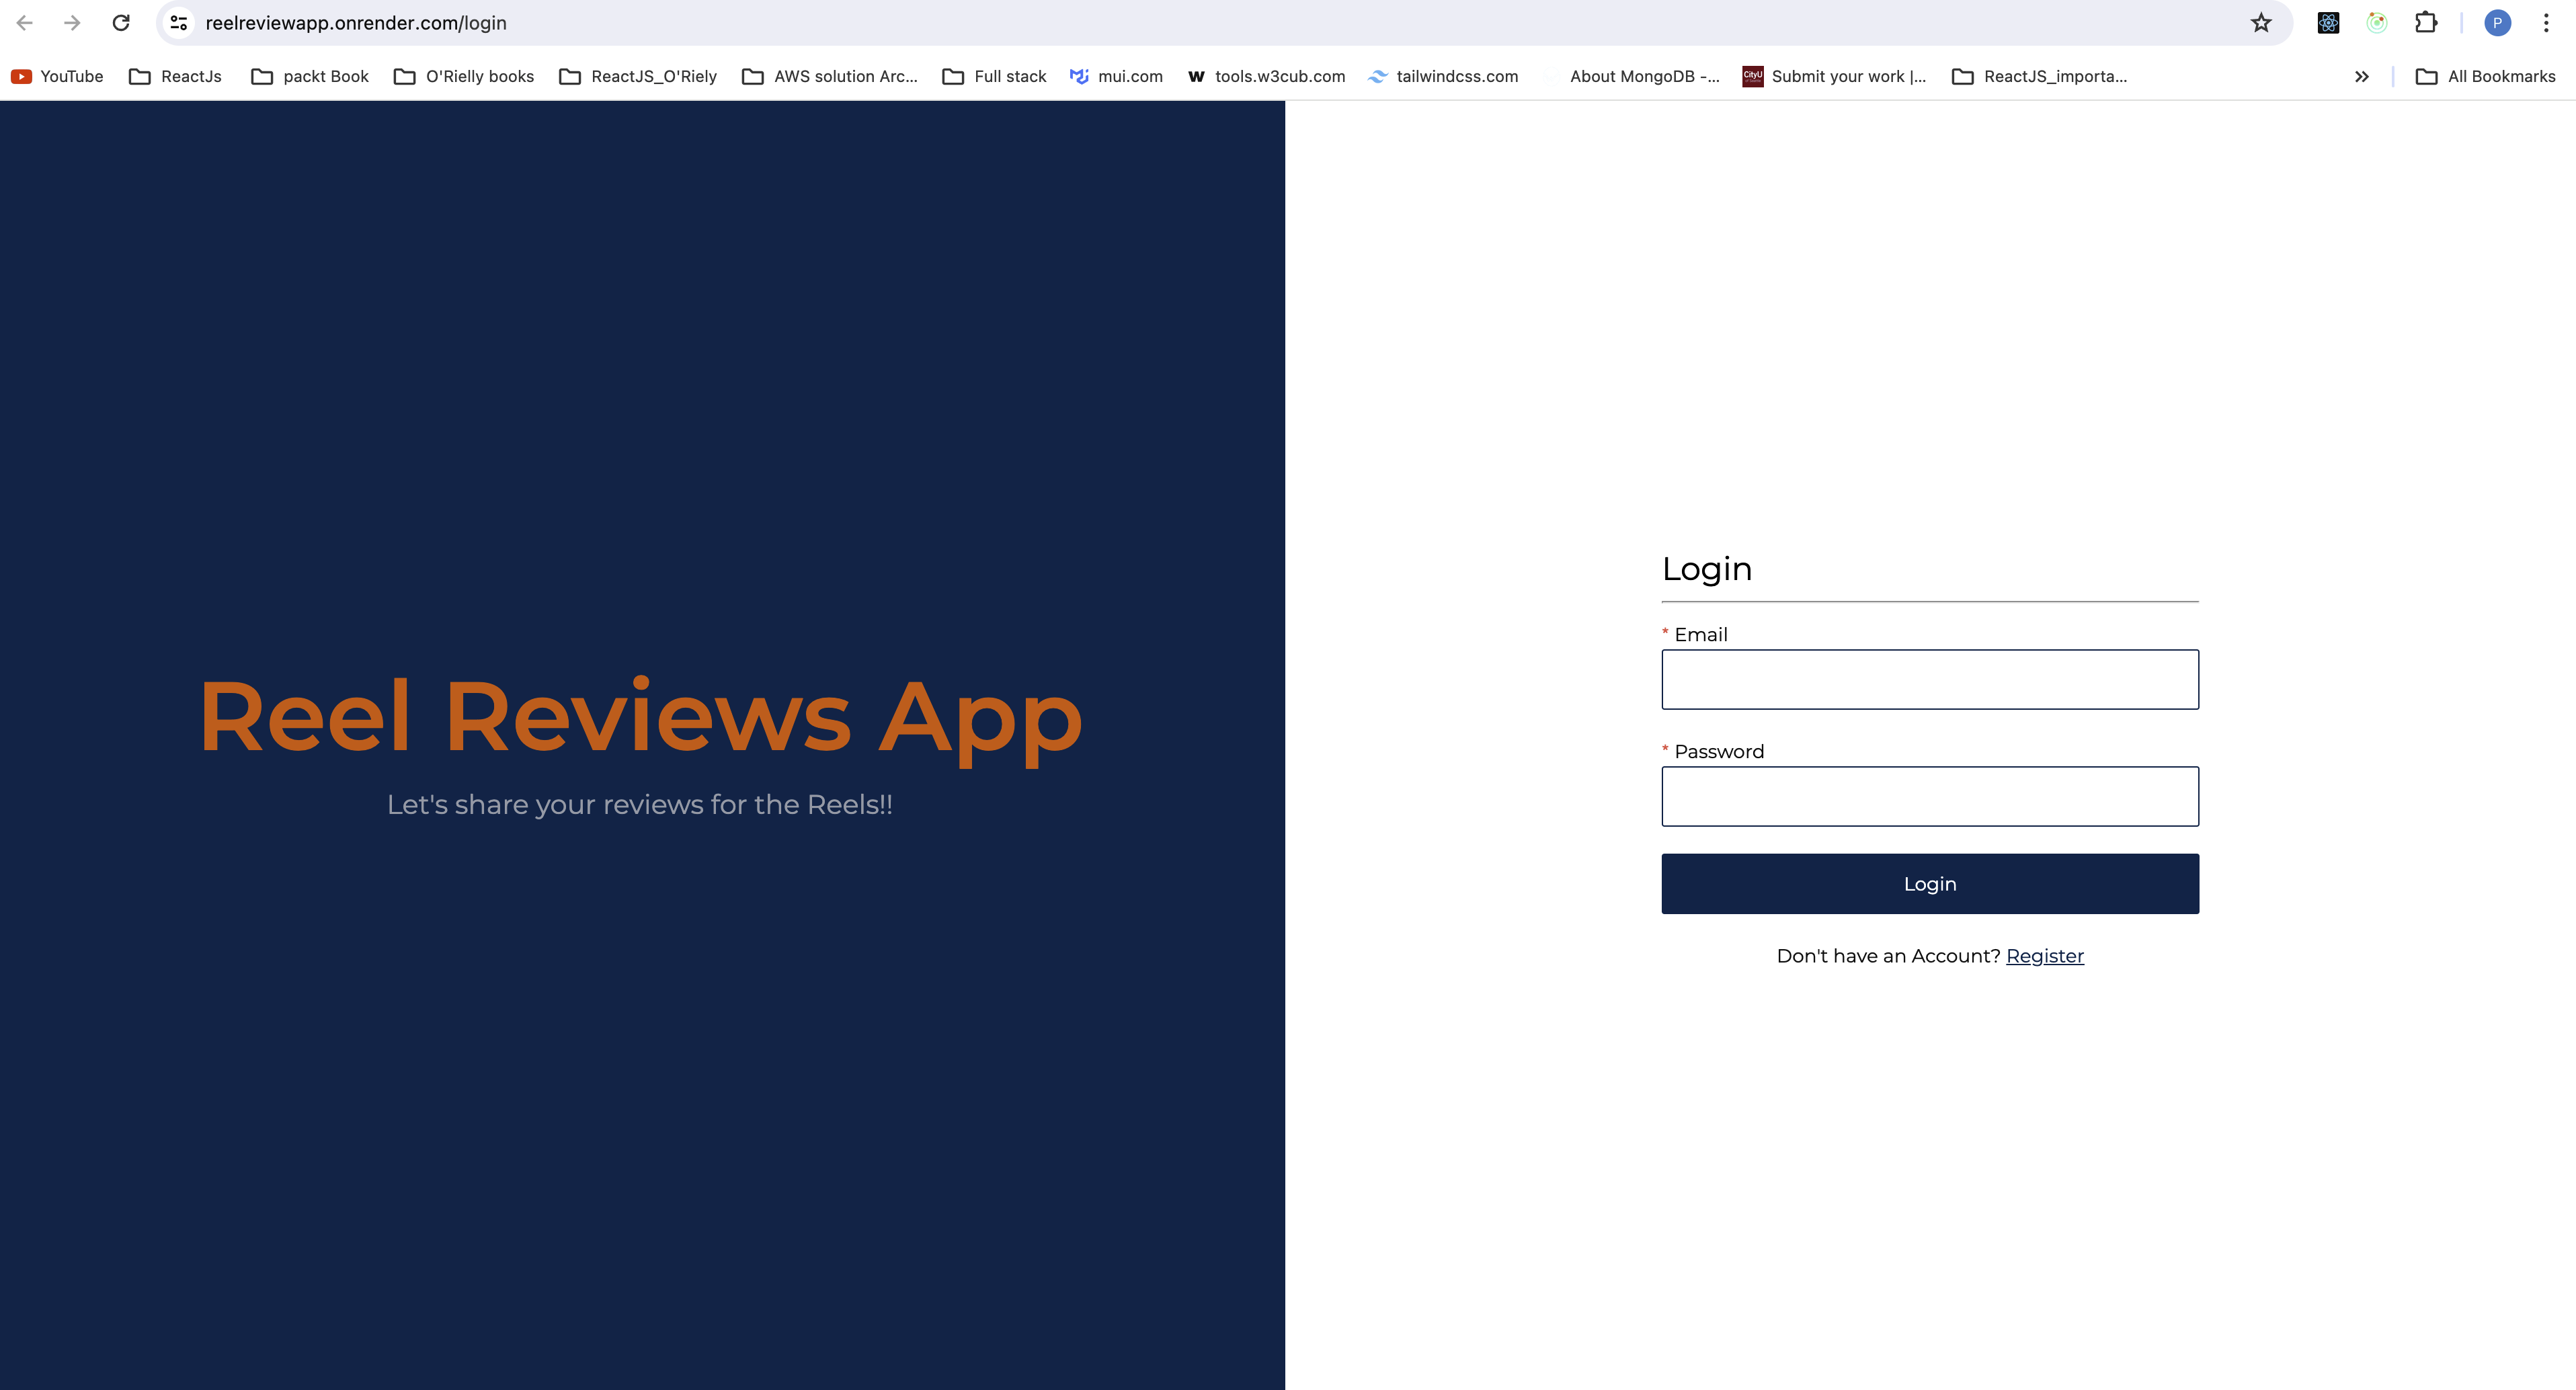 reelreviewapp.onrender.com/login
P
YouTube ReactJs packt Book O'Rielly books ReactJS_O'Riely AWS solution Arc... Full stack mui.com W tools.w3cub.com tailwindcss.com About MongoDB -... CityU Submit your work |... ReactJS_importa... » All Bookmarks
Reel Reviews App
Let's share your reviews for the Reels!!
Login
* Email
* Password
Login
Don't have an Account? Register